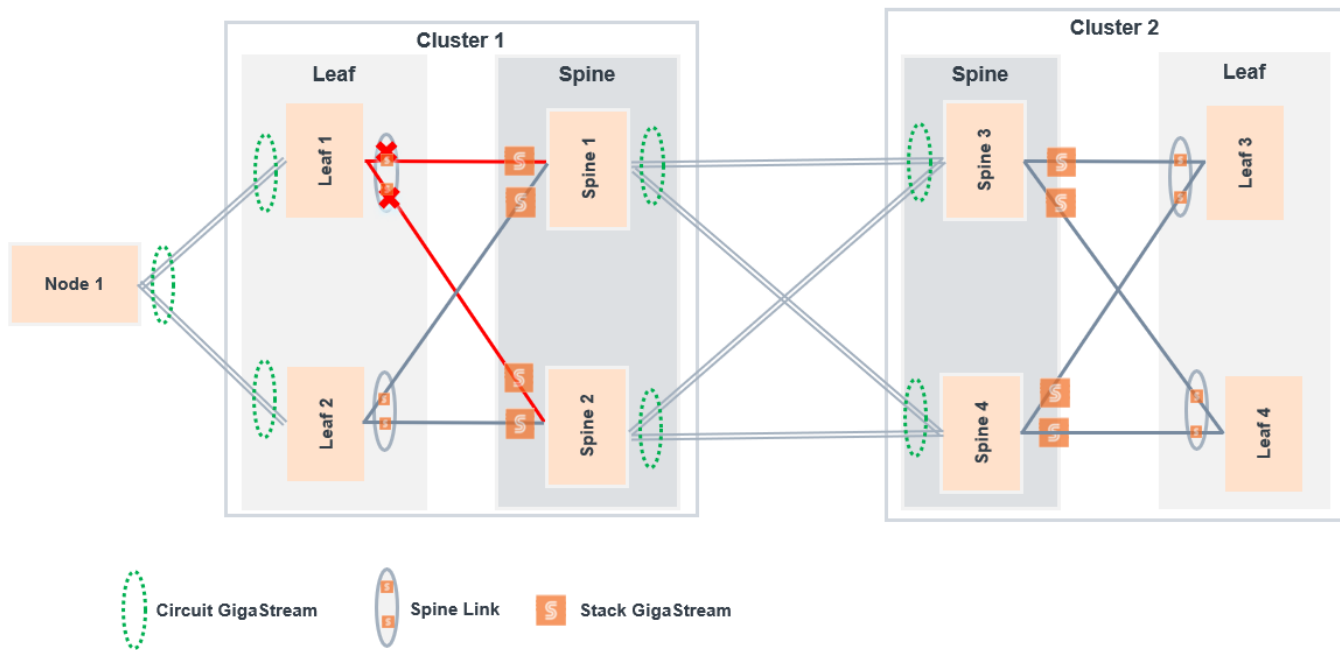 Cluster 1
Cluster 2
Leaf
Spine
Spine
Leaf
Leaf 1
Spine 1
Spine 3
Leaf 3
Node 1
Leaf 2
Spine 2
Spine 4
Leaf 4
Circuit GigaStream
Spine Link
Stack GigaStream